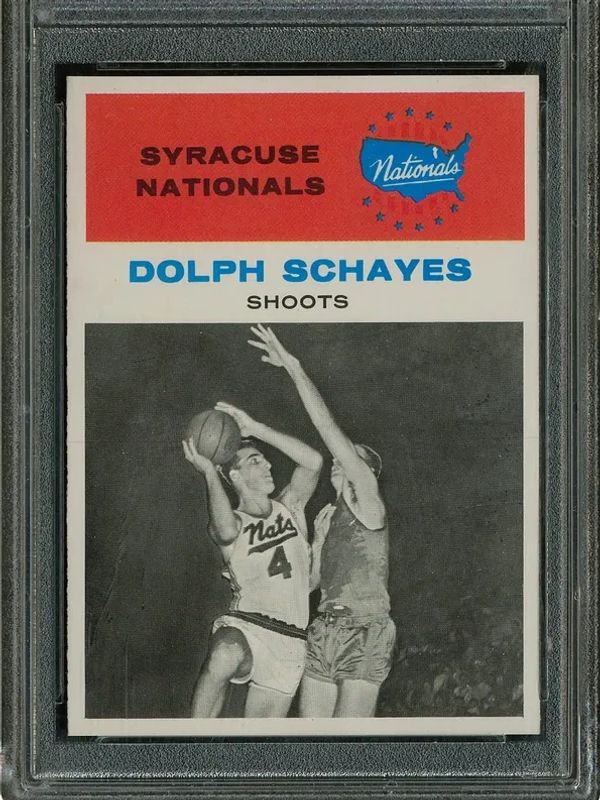 SYRACUSE
NATIONALS
Nationals
DOLPH SCHAYES
SHOOTS
Nats
4